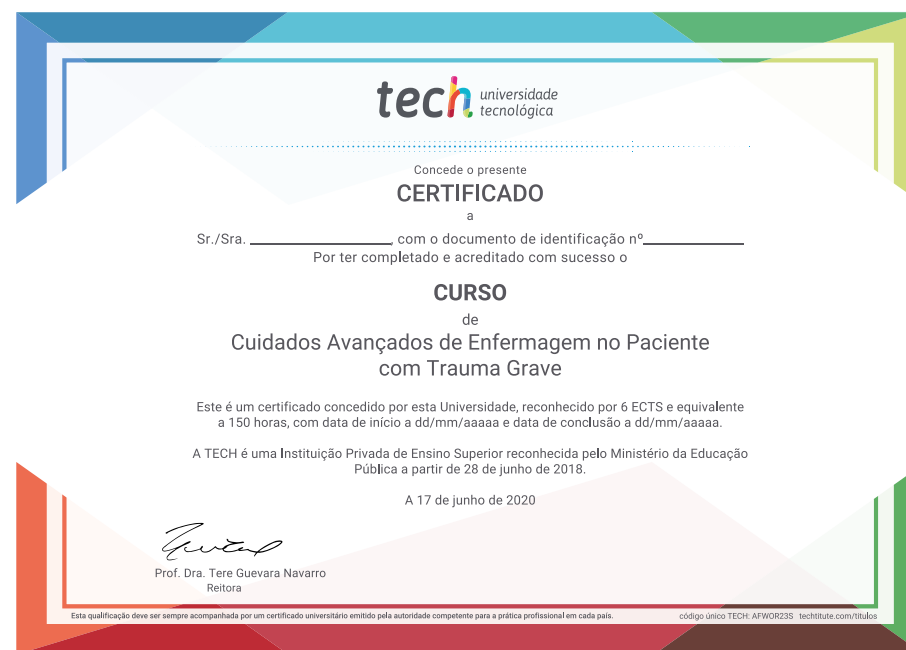 tech universidade
tecnológica
Concede o presente
CERTIFICADO
a
Sr./Sra. , com o documento de identificação nº
Por ter completado e acreditado com sucesso o
CURSO
de
Cuidados Avançados de Enfermagem no Paciente
com Trauma Grave
Este é um certificado concedido por esta Universidade, reconhecido por 6 ECTS e equivalente
a 150 horas, com data de início a dd/mm/aaaaa e data de conclusão a dd/mm/aaaaa.
A TECH é uma Instituição Privada de Ensino Superior reconhecida pelo Ministério da Educação
Pública a partir de 28 de junho de 2018.
A 17 de junho de 2020
Prof. Dra. Tere Guevara Navarro
Reitora
Esta qualificação deve ser sempre acompanhada por um certificado universitário emitido pela autoridade competente para a prática profissional em cada país.
código único TECH: AFWOR23S techtitute.com/titulos